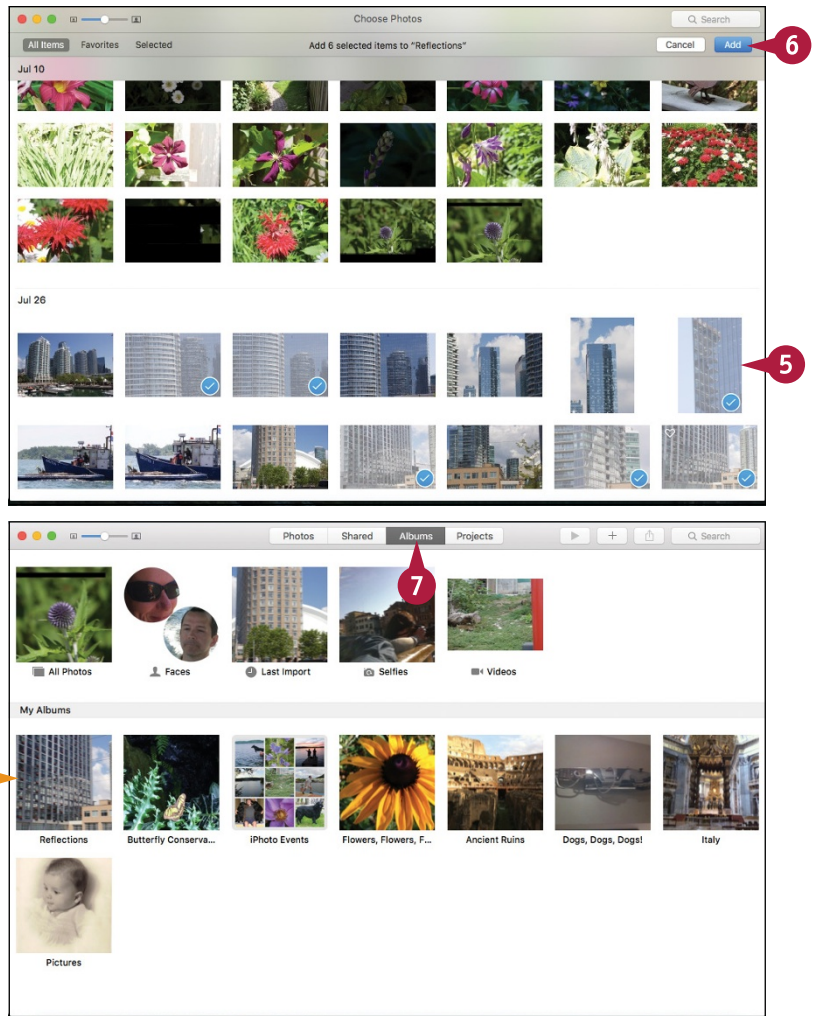 Choose Photos
Search
All Items Favorites Selected
Add 6 selected items to "Reflections"
Cancel Add
6
Jul 10
Jul 26
5
Photos Shared Albums Projects
Search
7
All Photos Faces Last Import Selfies Videos
My Albums
Reflections Butterfly Conserva... iPhoto Events Flowers, Flowers, F... Ancient Ruins Dogs, Dogs, Dogs! Italy
Pictures